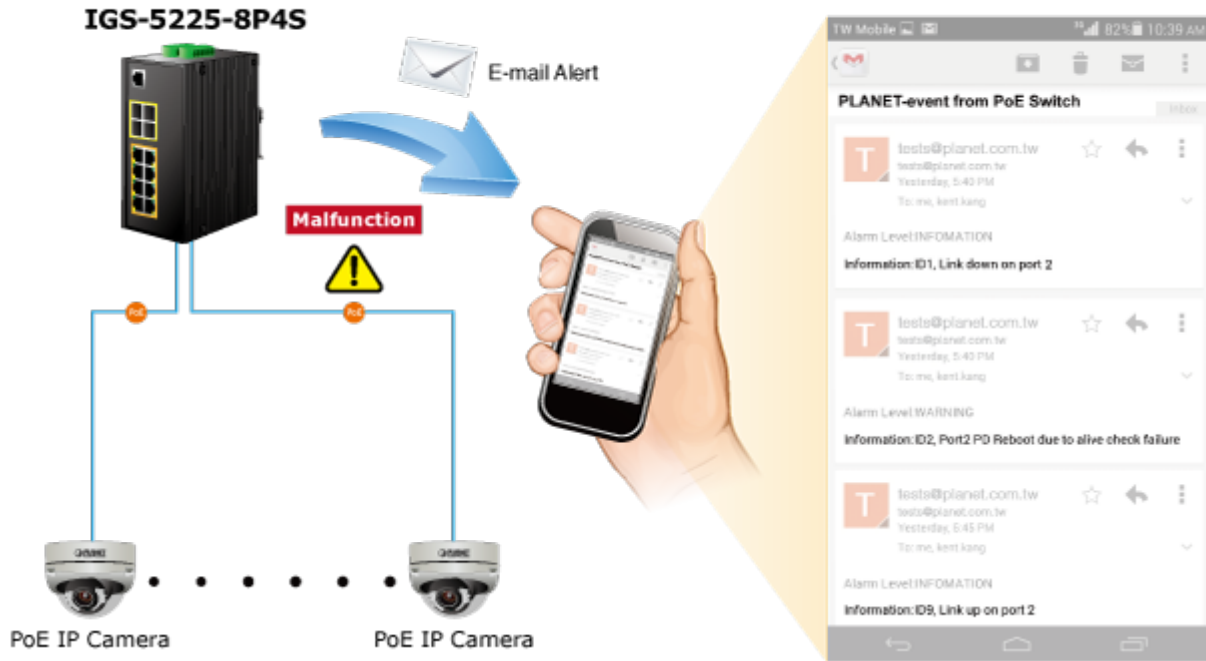 IGS-5225-8P4S
E-mail Alert
Malfunction
PoE
PoE
PLANET
PLANET
PoE IP Camera
PoE IP Camera
TW Mobile
3G 82% 10:39 AM
PLANET-event from PoE Switch
Inbox
T
tests@planet.com.tw
tests@planet.com.tw
Yesterday, 5:40 PM
To: me, kent.kang
Alarm Level:INFOMATION
Information:ID1, Link down on port 2
T
tests@planet.com.tw
tests@planet.com.tw
Yesterday, 5:40 PM
To: me, kent.kang
Alarm Level:WARNING
Information:ID2, Port2 PD Reboot due to alive check failure
T
tests@planet.com.tw
tests@planet.com.tw
Yesterday, 5:45 PM
To: me, kent.kang
Alarm Level:INFOMATION
Information:ID9, Link up on port 2